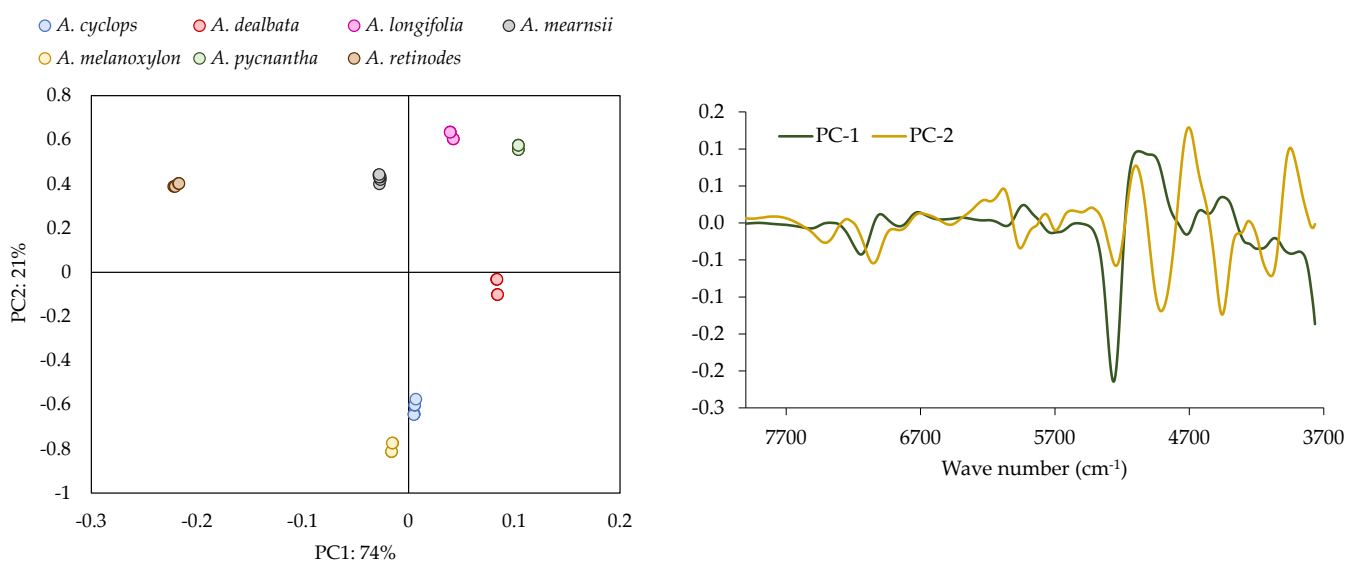 A. cyclops A. dealbata A. longifolia A. mearnsii
A. melanoxylon A. pycnantha A. retinodes
0.8
0.6
0.4
0.2
0
-0.2
-0.4
-0.6
-0.8
-1
PC2: 21%
-0.3 -0.2 -0.1 0 0.1 0.2
PC1: 74%
PC-1 PC-2
0.2
0.1
0.1
0.0
-0.1
-0.1
-0.2
-0.2
-0.3
7700 6700 5700 4700 3700
Wave number (cm⁻¹)